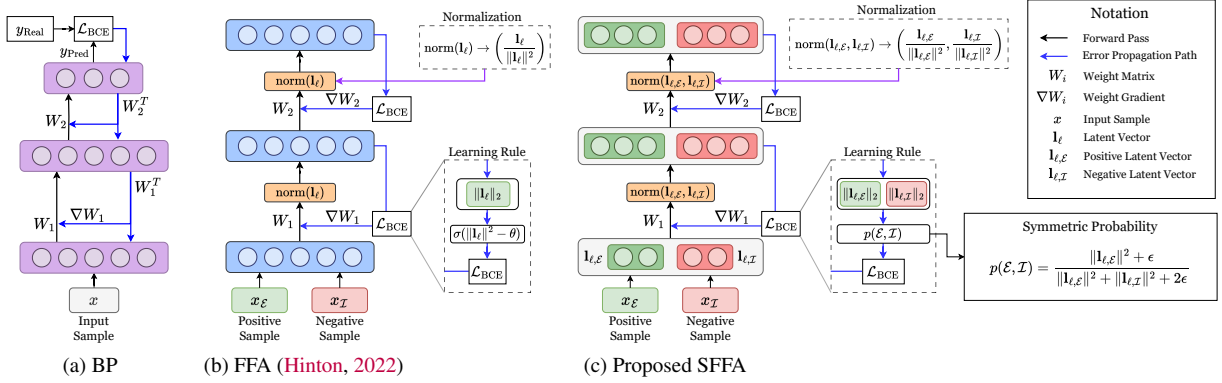 y_Real
L_BCE
y_Pred
W_2
W_2^T
W_1^T
W_1
∇W_1
x
Input
Sample
(a) BP
norm(l_ℓ)
W_2
∇W_2
L_BCE
norm(l_ℓ)
W_1
∇W_1
L_BCE
x_ℰ
x_ℐ
Positive
Sample
Negative
Sample
Normalization
norm(l_ℓ) → ( l_ℓ / ‖l_ℓ‖² )
Learning Rule
‖l_ℓ‖_2
σ(‖l_ℓ‖² − θ)
L_BCE
(b) FFA (Hinton, 2022)
norm(l_ℓ,ℰ, l_ℓ,ℐ)
W_2
∇W_2
L_BCE
norm(l_ℓ,ℰ, l_ℓ,ℐ)
W_1
∇W_1
L_BCE
l_ℓ,ℰ
l_ℓ,ℐ
x_ℰ
x_ℐ
Positive
Sample
Negative
Sample
Normalization
norm(l_ℓ,ℰ, l_ℓ,ℐ) → ( l_ℓ,ℰ / ‖l_ℓ,ℰ‖² , l_ℓ,ℐ / ‖l_ℓ,ℐ‖² )
Learning Rule
‖l_ℓ,ℰ‖_2 ‖l_ℓ,ℐ‖_2
p(ℰ, ℐ)
L_BCE
(c) Proposed SFFA
Notation
Forward Pass
Error Propagation Path
W_i Weight Matrix
∇W_i Weight Gradient
x Input Sample
l_ℓ Latent Vector
l_ℓ,ℰ Positive Latent Vector
l_ℓ,ℐ Negative Latent Vector
Symmetric Probability
p(ℰ, ℐ) = (‖l_ℓ,ℰ‖² + ϵ) / (‖l_ℓ,ℰ‖² + ‖l_ℓ,ℐ‖² + 2ϵ)